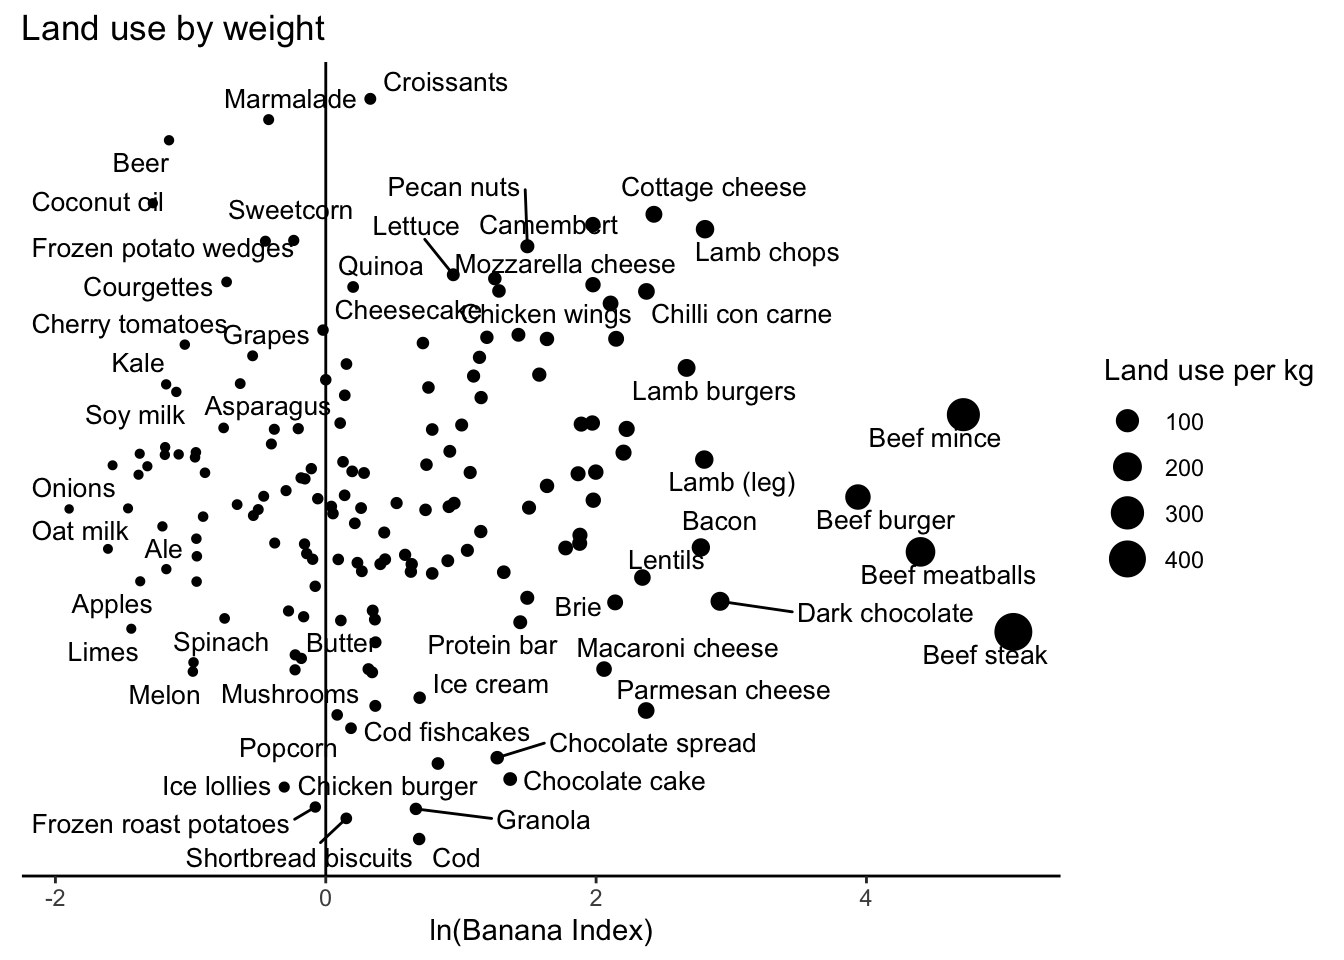 Land use by weight
Croissants
Marmalade
Beer
Pecan nuts
Cottage cheese
Coconut oil
Sweetcorn
Lettuce
Camembert
Frozen potato wedges
Lamb chops
Quinoa
Mozzarella cheese
Courgettes
Cheesecake
Chicken wings
Chilli con carne
Cherry tomatoes
Grapes
Kale
Land use per kg
Lamb burgers
Soy milk
Asparagus
100
Beef mince
200
Onions
Lamb (leg)
300
Oat milk
Bacon
Beef burger
Ale
Lentils
400
Beef meatballs
Apples
Brie
Dark chocolate
Limes
Spinach
Butter
Protein bar
Macaroni cheese
Beef steak
Melon
Mushrooms
Ice cream
Parmesan cheese
Popcorn
Cod fishcakes
Chocolate spread
Ice lollies
Chicken burger
Chocolate cake
Frozen roast potatoes
Granola
Shortbread biscuits
Cod
-2
0
2
4
ln(Banana Index)